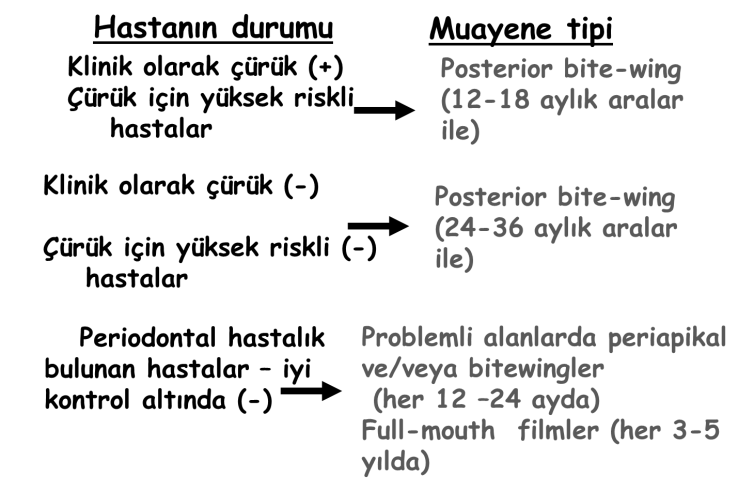 Hastanın durumu
Muayene tipi
Klinik olarak çürük (+)
Çürük için yüksek riskli
hastalar
Posterior bite-wing
(12-18 aylık aralar
ile)
Klinik olarak çürük (-)
Çürük için yüksek riskli (-)
hastalar
Posterior bite-wing
(24-36 aylık aralar
ile)
Periodontal hastalık
bulunan hastalar – iyi
kontrol altında (-)
Problemli alanlarda periapikal
ve/veya bitewingler
(her 12 –24 ayda)
Full-mouth filmler (her 3-5
yılda)